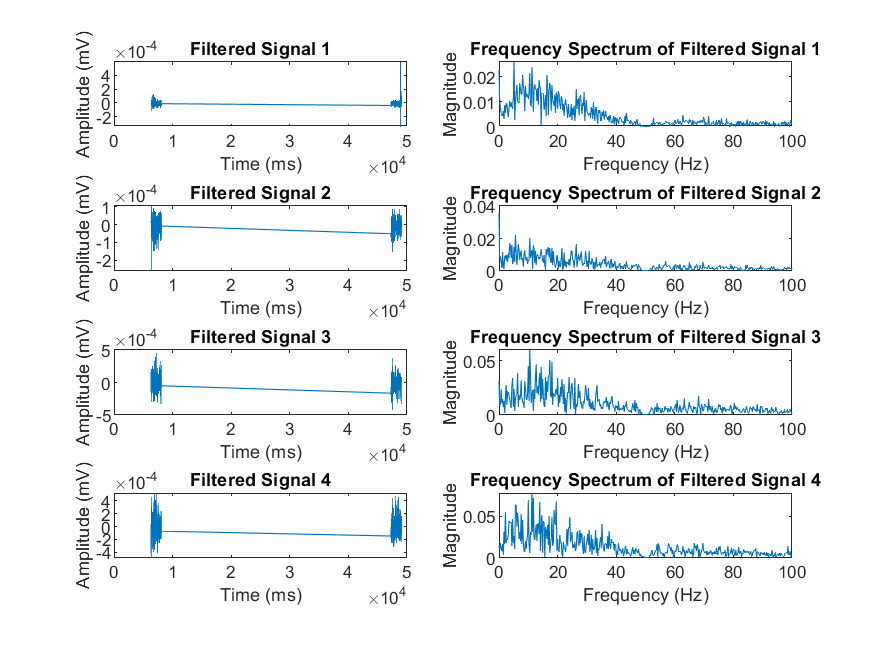 Filtered Signal 1
×10-4
Amplitude (mV)
4
2
0
-2
0 1 2 3 4 5
Time (ms)
×104
Frequency Spectrum of Filtered Signal 1
Magnitude
0.02
0.01
0
0 20 40 60 80 100
Frequency (Hz)
Filtered Signal 2
×10-4
Amplitude (mV)
1
0
-1
-2
0 1 2 3 4 5
Time (ms)
×104
Frequency Spectrum of Filtered Signal 2
Magnitude
0.04
0.02
0
0 20 40 60 80 100
Frequency (Hz)
Filtered Signal 3
×10-4
Amplitude (mV)
5
0
-5
0 1 2 3 4 5
Time (ms)
×104
Frequency Spectrum of Filtered Signal 3
Magnitude
0.05
0
0 20 40 60 80 100
Frequency (Hz)
Filtered Signal 4
×10-4
Amplitude (mV)
4
2
0
-2
-4
0 1 2 3 4 5
Time (ms)
×104
Frequency Spectrum of Filtered Signal 4
Magnitude
0.05
0
0 20 40 60 80 100
Frequency (Hz)